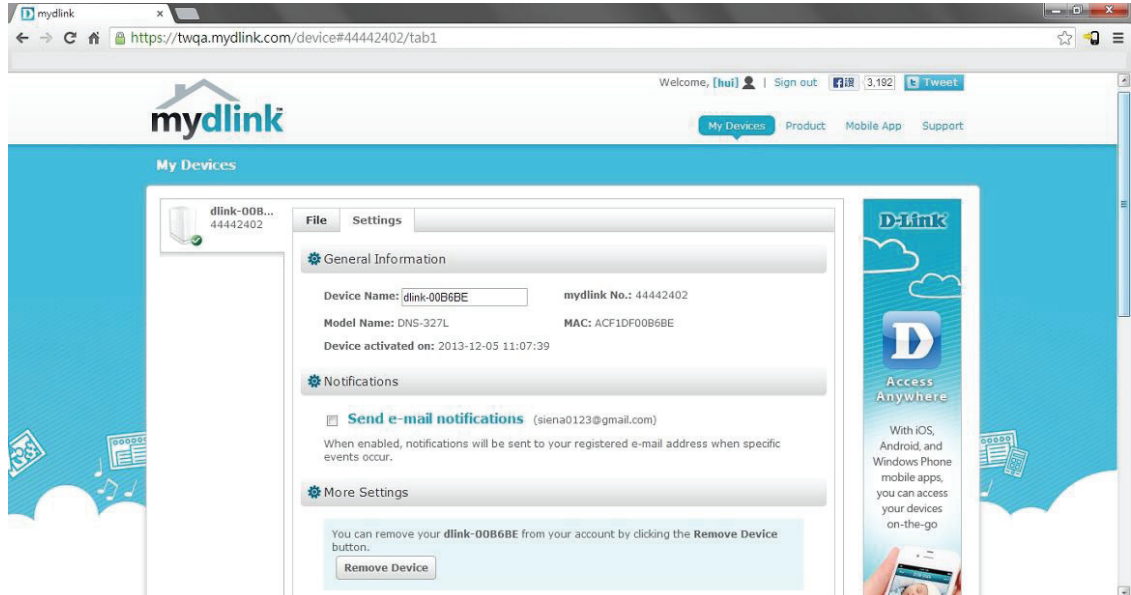 mydlink
https://twqa.mydlink.com/device#44442402/tab1
Welcome, [hui] | Sign out 讚 3,192 Tweet
mydlink
My Devices Product Mobile App Support
My Devices
dlink-00B...
44442402
File Settings
General Information
Device Name: dlink-00B6BE mydlink No.: 44442402
Model Name: DNS-327L MAC: ACF1DF00B6BE
Device activated on: 2013-12-05 11:07:39
Notifications
Send e-mail notifications (siena0123@gmail.com)
When enabled, notifications will be sent to your registered e-mail address when specific
events occur.
More Settings
You can remove your dlink-00B6BE from your account by clicking the Remove Device
button.
Remove Device
D-Link
D
Access
Anywhere
With iOS,
Android, and
Windows Phone
mobile apps,
you can access
your devices
on-the-go